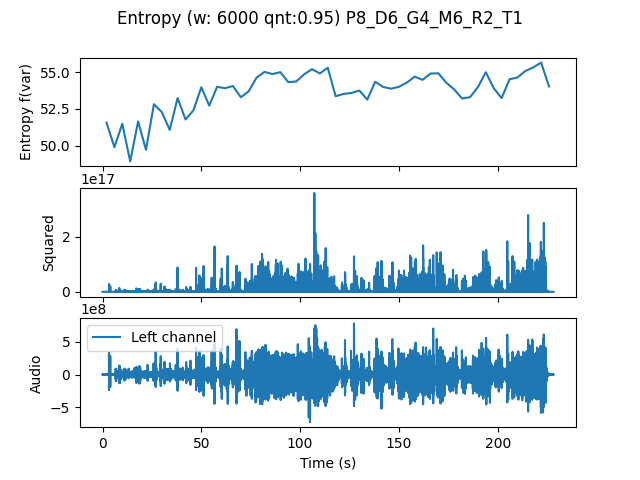 Entropy (w: 6000 qnt:0.95) P8_D6_G4_M6_R2_T1
Entropy f(var)
55.0
52.5
50.0
1e17
Squared
2
0
1e8
Audio
5
0
−5
Left channel
0 50 100 150 200
Time (s)